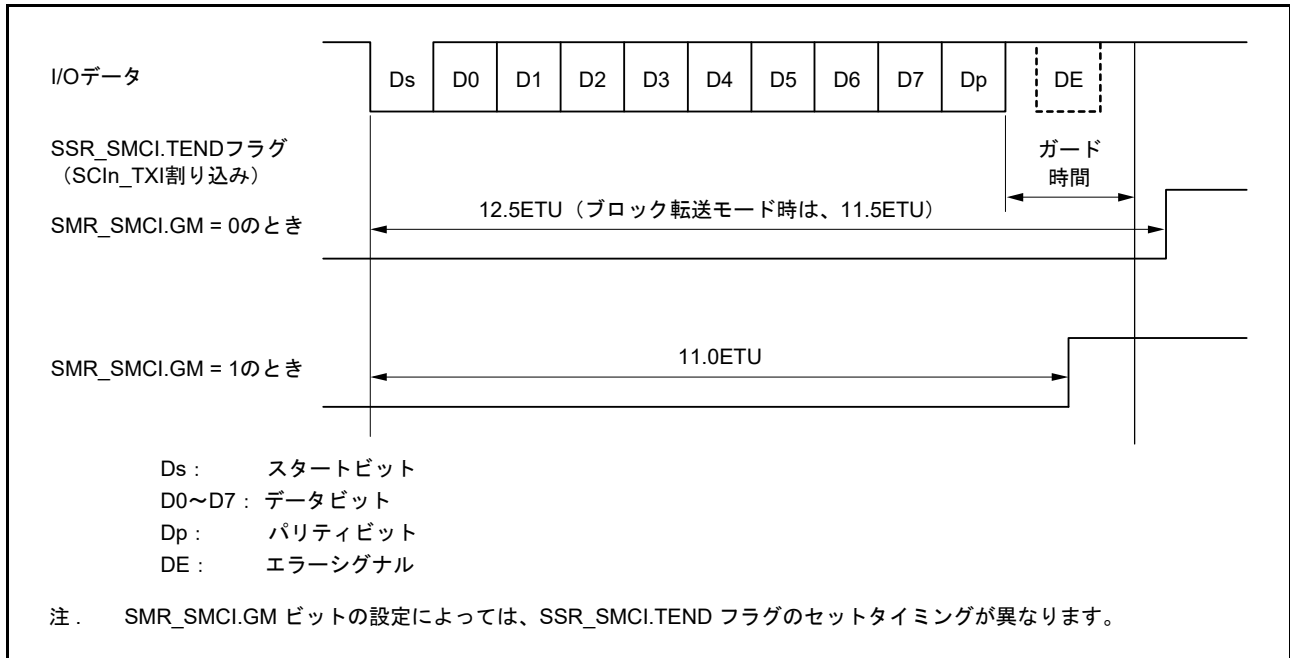 I/Oデータ
Ds D0 D1 D2 D3 D4 D5 D6 D7 Dp DE
SSR_SMCI.TENDフラグ
（SCIn_TXI割り込み）
ガード
時間
12.5ETU（ブロック転送モード時は、11.5ETU）
SMR_SMCI.GM = 0のとき
11.0ETU
SMR_SMCI.GM = 1のとき
Ds： スタートビット
D0～D7： データビット
Dp： パリティビット
DE： エラーシグナル
注． SMR_SMCI.GM ビットの設定によっては、SSR_SMCI.TEND フラグのセットタイミングが異なります。